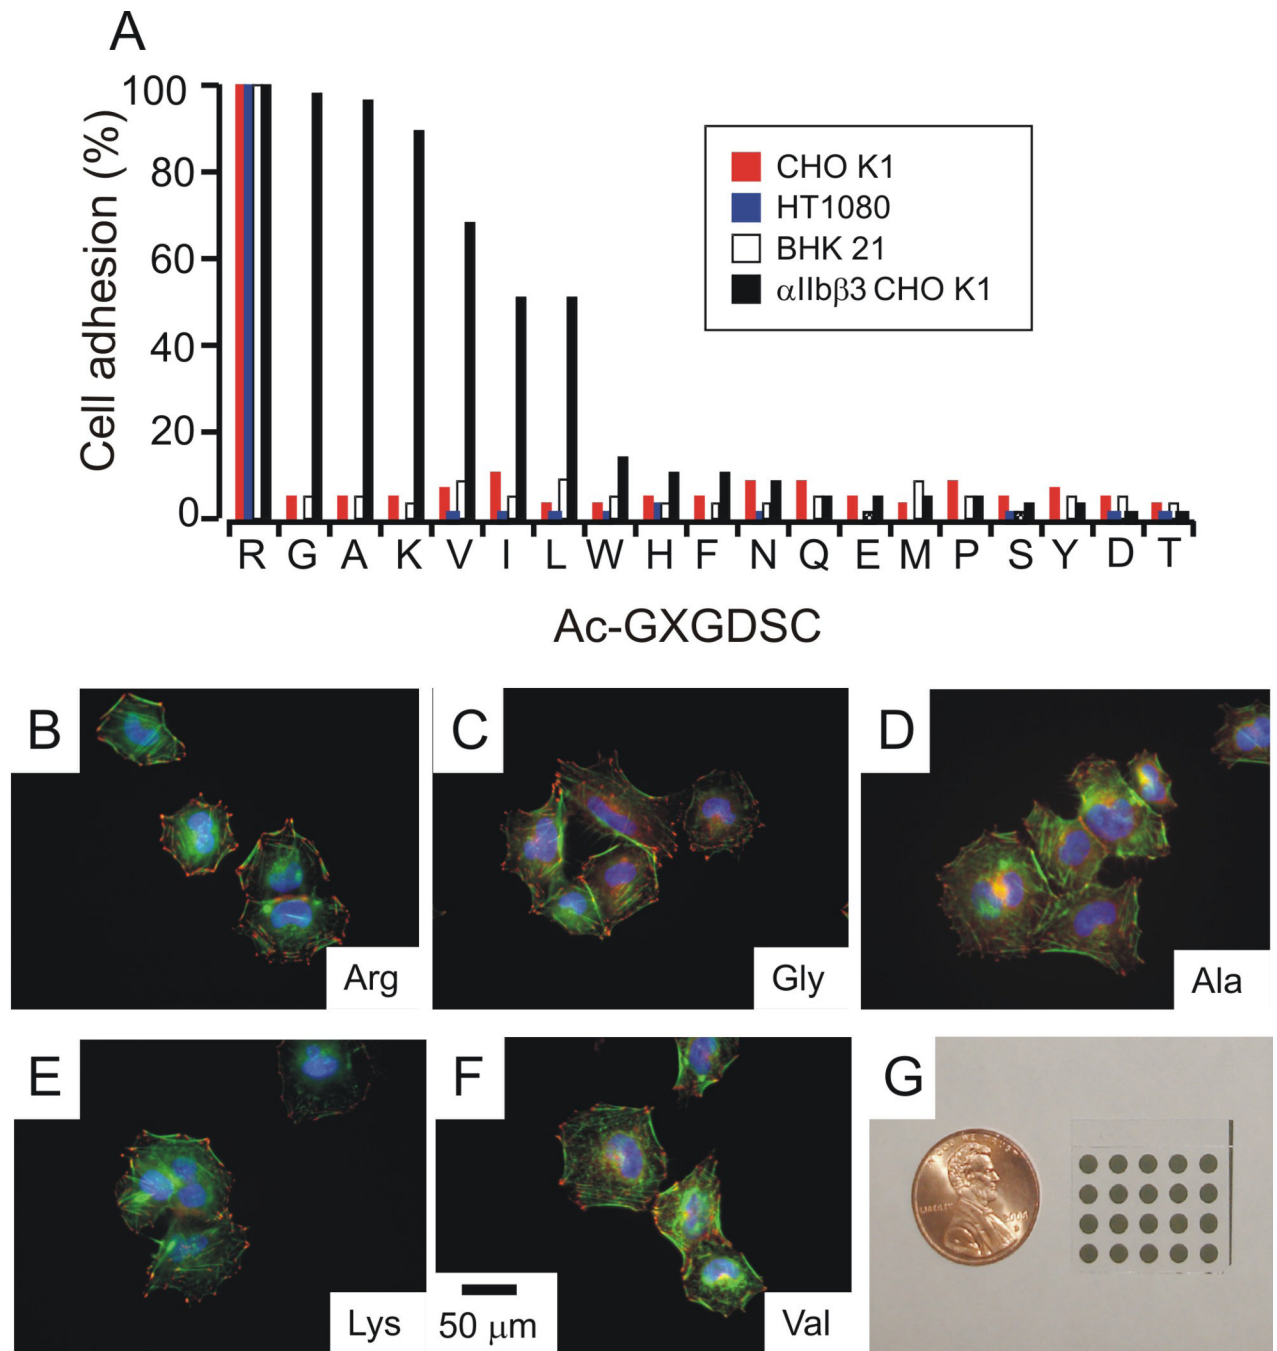 A
Cell adhesion (%)
100
80
60
40
20
0
CHO K1
HT1080
BHK 21
αIIbβ3 CHO K1
R G A K V I L W H F N Q E M P S Y D T
Ac-GXGDSC
B
Arg
C
Gly
D
Ala
E
Lys
F
50 μm
Val
G
LIBERTY